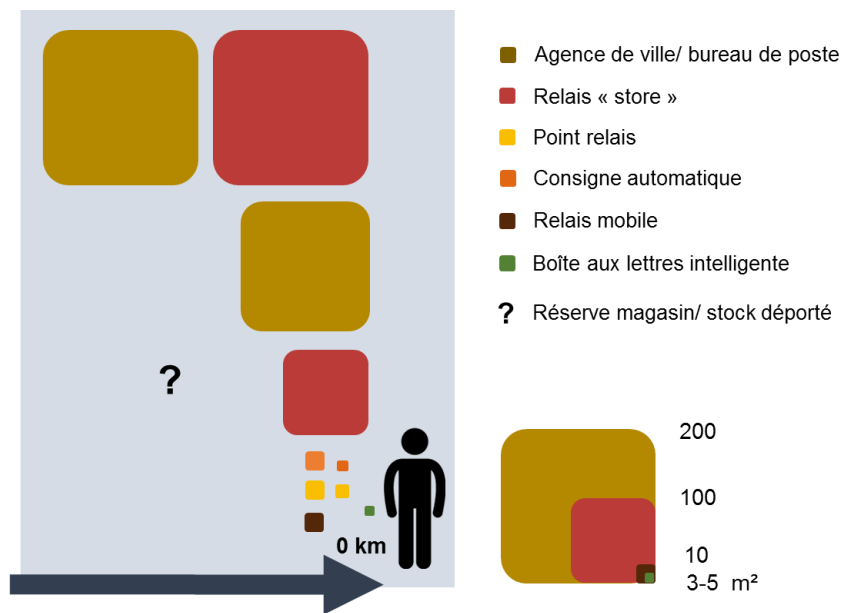 Agence de ville/ bureau de poste
Relais « store »
Point relais
Consigne automatique
Relais mobile
Boîte aux lettres intelligente
? Réserve magasin/ stock déporté
?
0 km
200
100
10
3-5 m²